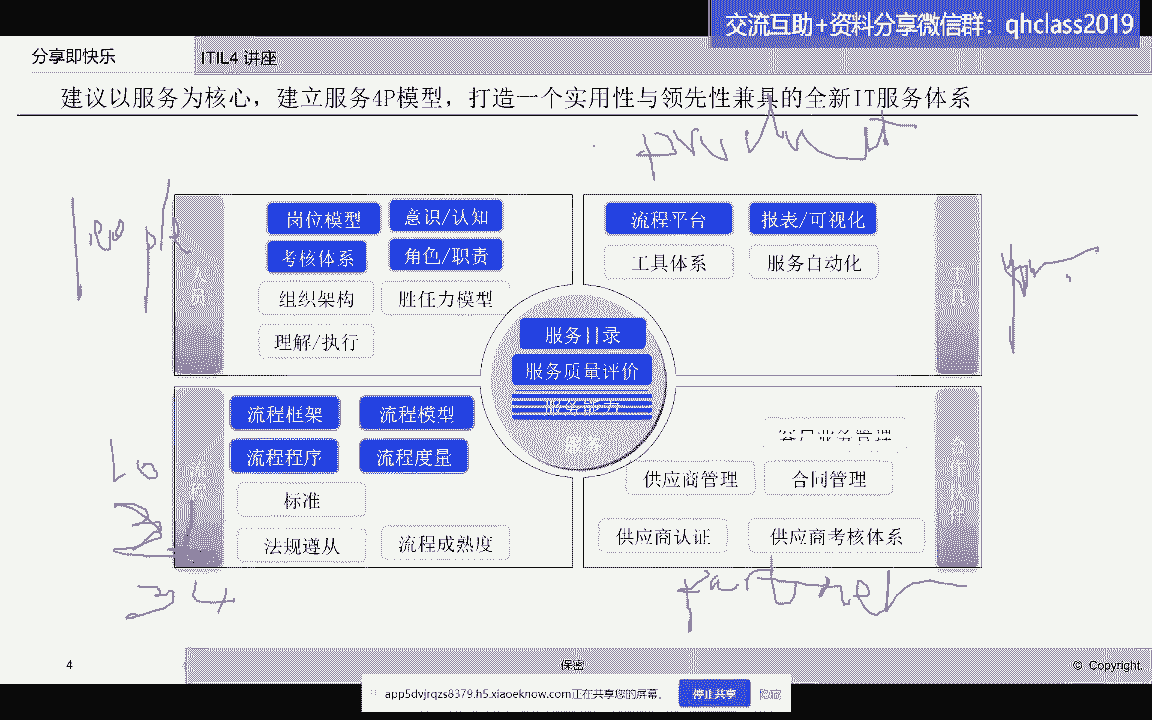 交流互助+资料分享微信群：qhclass2019
分享即快乐
ITIL4 讲座
建议以服务为核心，建立服务4P模型，打造一个实用性与领先性兼具的全新IT服务体系
product
people
人员
岗位模型
意识/认知
考核体系
角色/职责
组织架构
胜任力模型
理解/执行
流程平台
报表/可视化
工具体系
服务自动化
工具
服务目录
服务质量评价
服务能力
服务
流程
流程框架
流程模型
流程程序
流程度量
标准
法规遵从
流程成熟度
供应商管理
合同管理
供应商认证
供应商考核体系
合作伙伴
partner
4
保密
© Copyright.
app5dvjrqzs8379.h5.xiaoeknow.com正在共享您的屏幕。
停止共享
隐藏